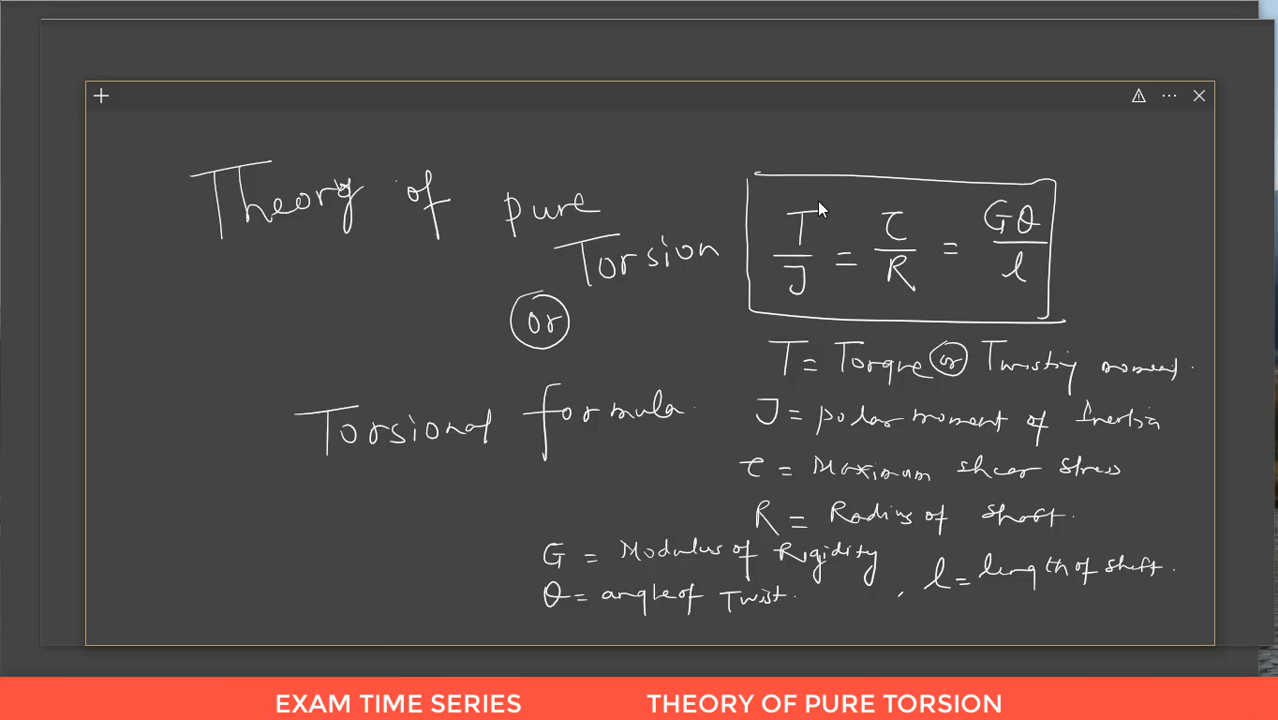 Theory of pure
Torsion
or
Torsional formula
T/J = τ/R = Gθ/l
T = Torque or Twisting moment.
J = polar moment of Inertia
τ = Maximum shear stress
R = Radius of shaft.
G = Modulus of Rigidity
θ = angle of Twist. , l = length of shaft.
EXAM TIME SERIES THEORY OF PURE TORSION